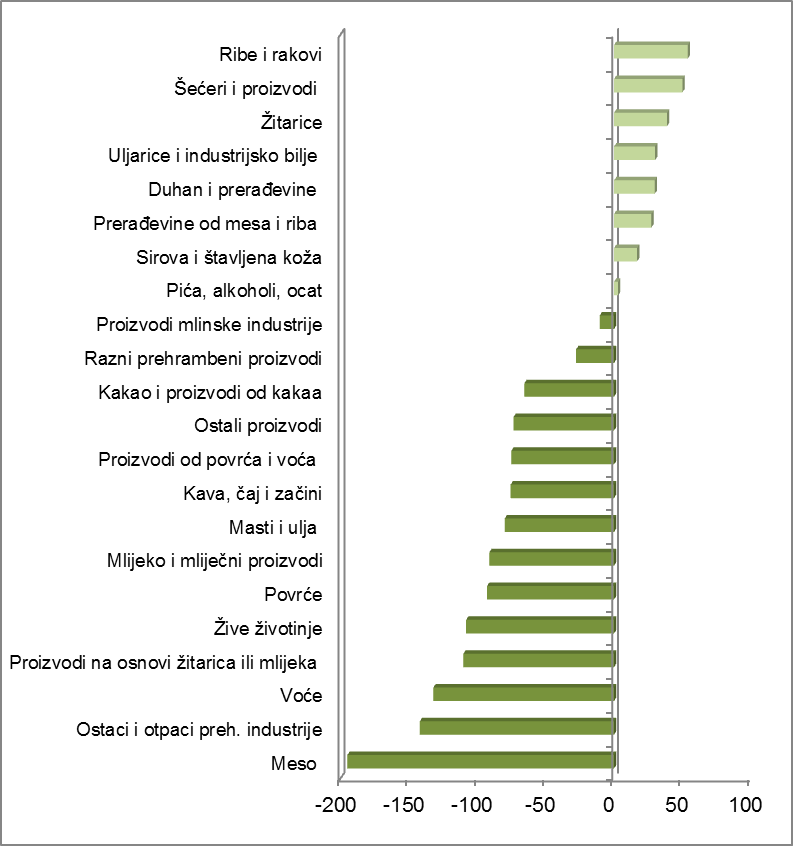 Ribe i rakovi
Šećeri i proizvodi
Žitarice
Uljarice i industrijsko bilje
Duhan i prerađevine
Prerađevine od mesa i riba
Sirova i štavljena koža
Pića, alkoholi, ocat
Proizvodi mlinske industrije
Razni prehrambeni proizvodi
Kakao i proizvodi od kakaa
Ostali proizvodi
Proizvodi od povrća i voća
Kava, čaj i začini
Masti i ulja
Mlijeko i mliječni proizvodi
Povrće
Žive životinje
Proizvodi na osnovi žitarica ili mlijeka
Voće
Ostaci i otpaci preh. industrije
Meso
-200 -150 -100 -50 0 50 100